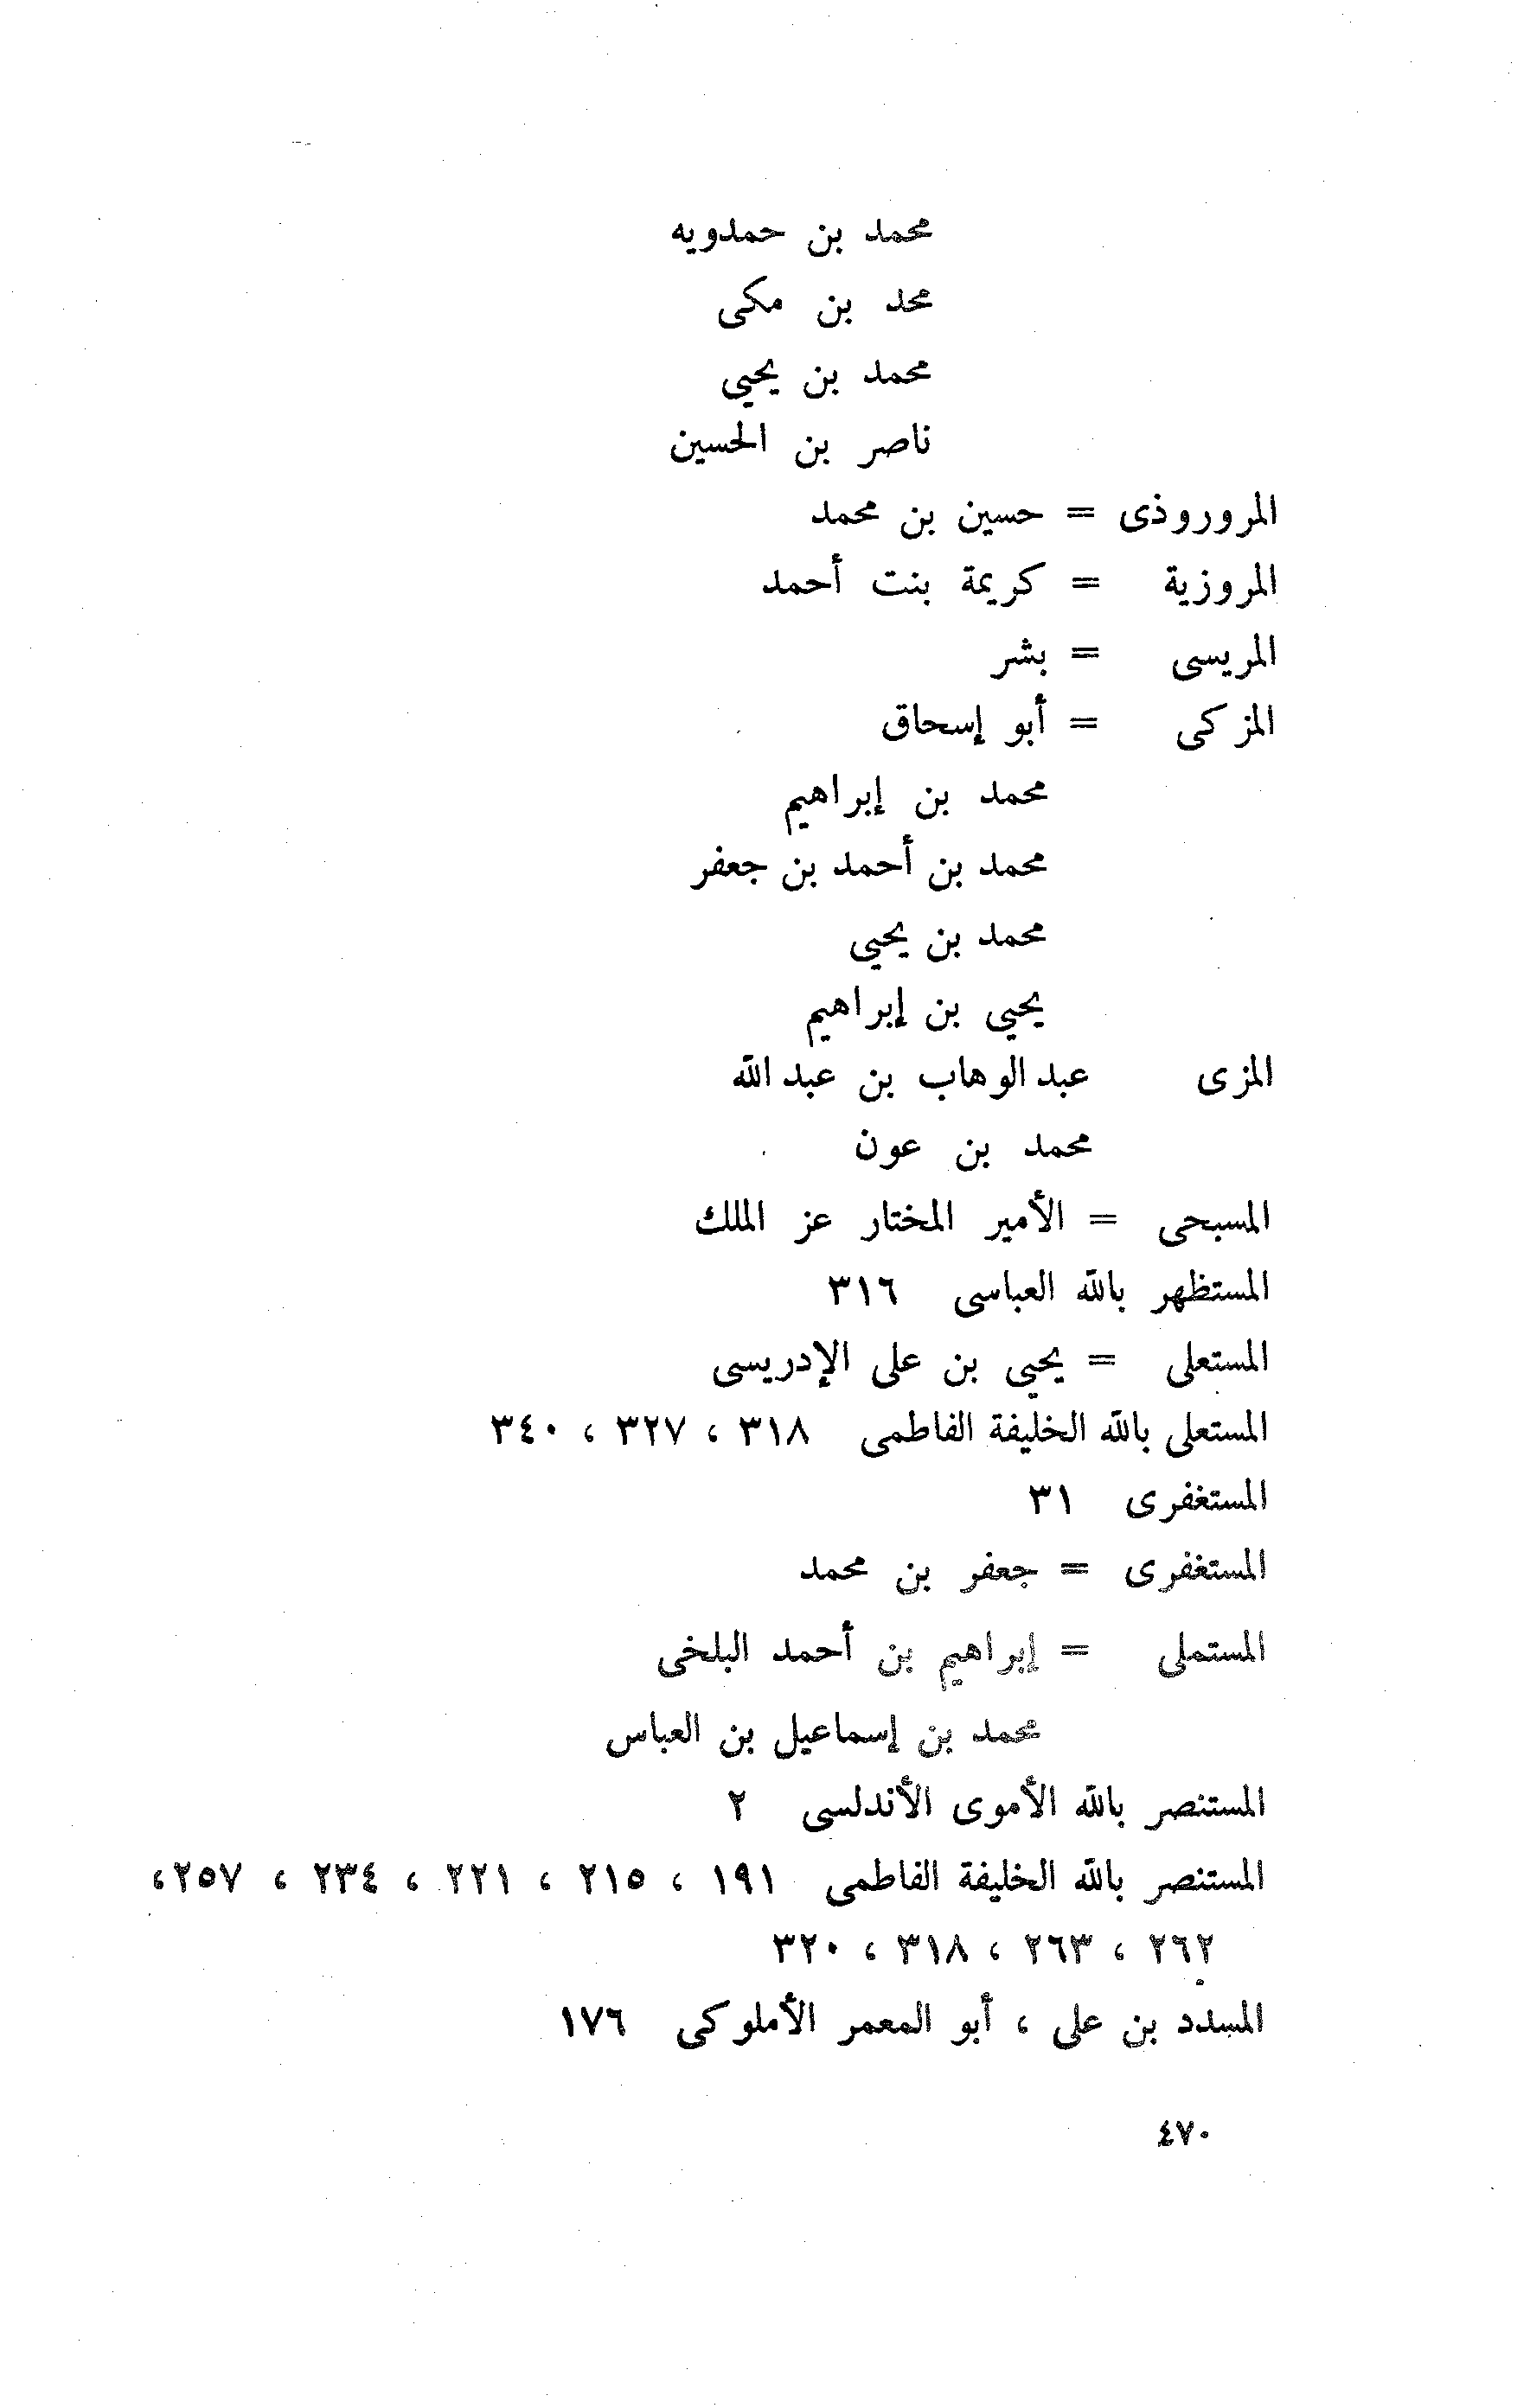 محمد بن حمدويه
محمد بن مكى
محمد بن يحيي
ناصر بن الحسين
المروروذى = حسين بن محمد
المروزية = كريمة بنت أحمد
المريسى = بشر
المزكى = أبو إسحاق
محمد بن إبراهيم
محمد بن أحمد بن جعفر
محمد بن يحيي
يحيي بن إبراهيم
المزى عبد الوهاب بن عبد الله
محمد بن عون
المسبحى = الأمير المختار عز الملك
المستظهر بالله العباسى ٣١٦
المستعلى = يحيي بن على الإدريسى
المستعلى بالله الخليفة الفاطمى ٣١٨ ، ٣٢٧ ، ٣٤٠
المستغفرى ٣١
المستغفرى = جعفر بن محمد
المستملى = إبراهيم بن أحمد البلخى
محمد بن إسماعيل بن العباس
المستنصر بالله الأموى الأندلسى ٢
المستنصر بالله الخليفة الفاطمى ١٩١ ، ٢١٥ ، ٢٢١ ، ٢٣٤ ، ٢٥٧،
٢٦٢ ، ٢٦٣ ، ٣١٨ ، ٣٢٠
المسدد بن على ، أبو المعمر الأملوكى ١٧٦
٤٧٠